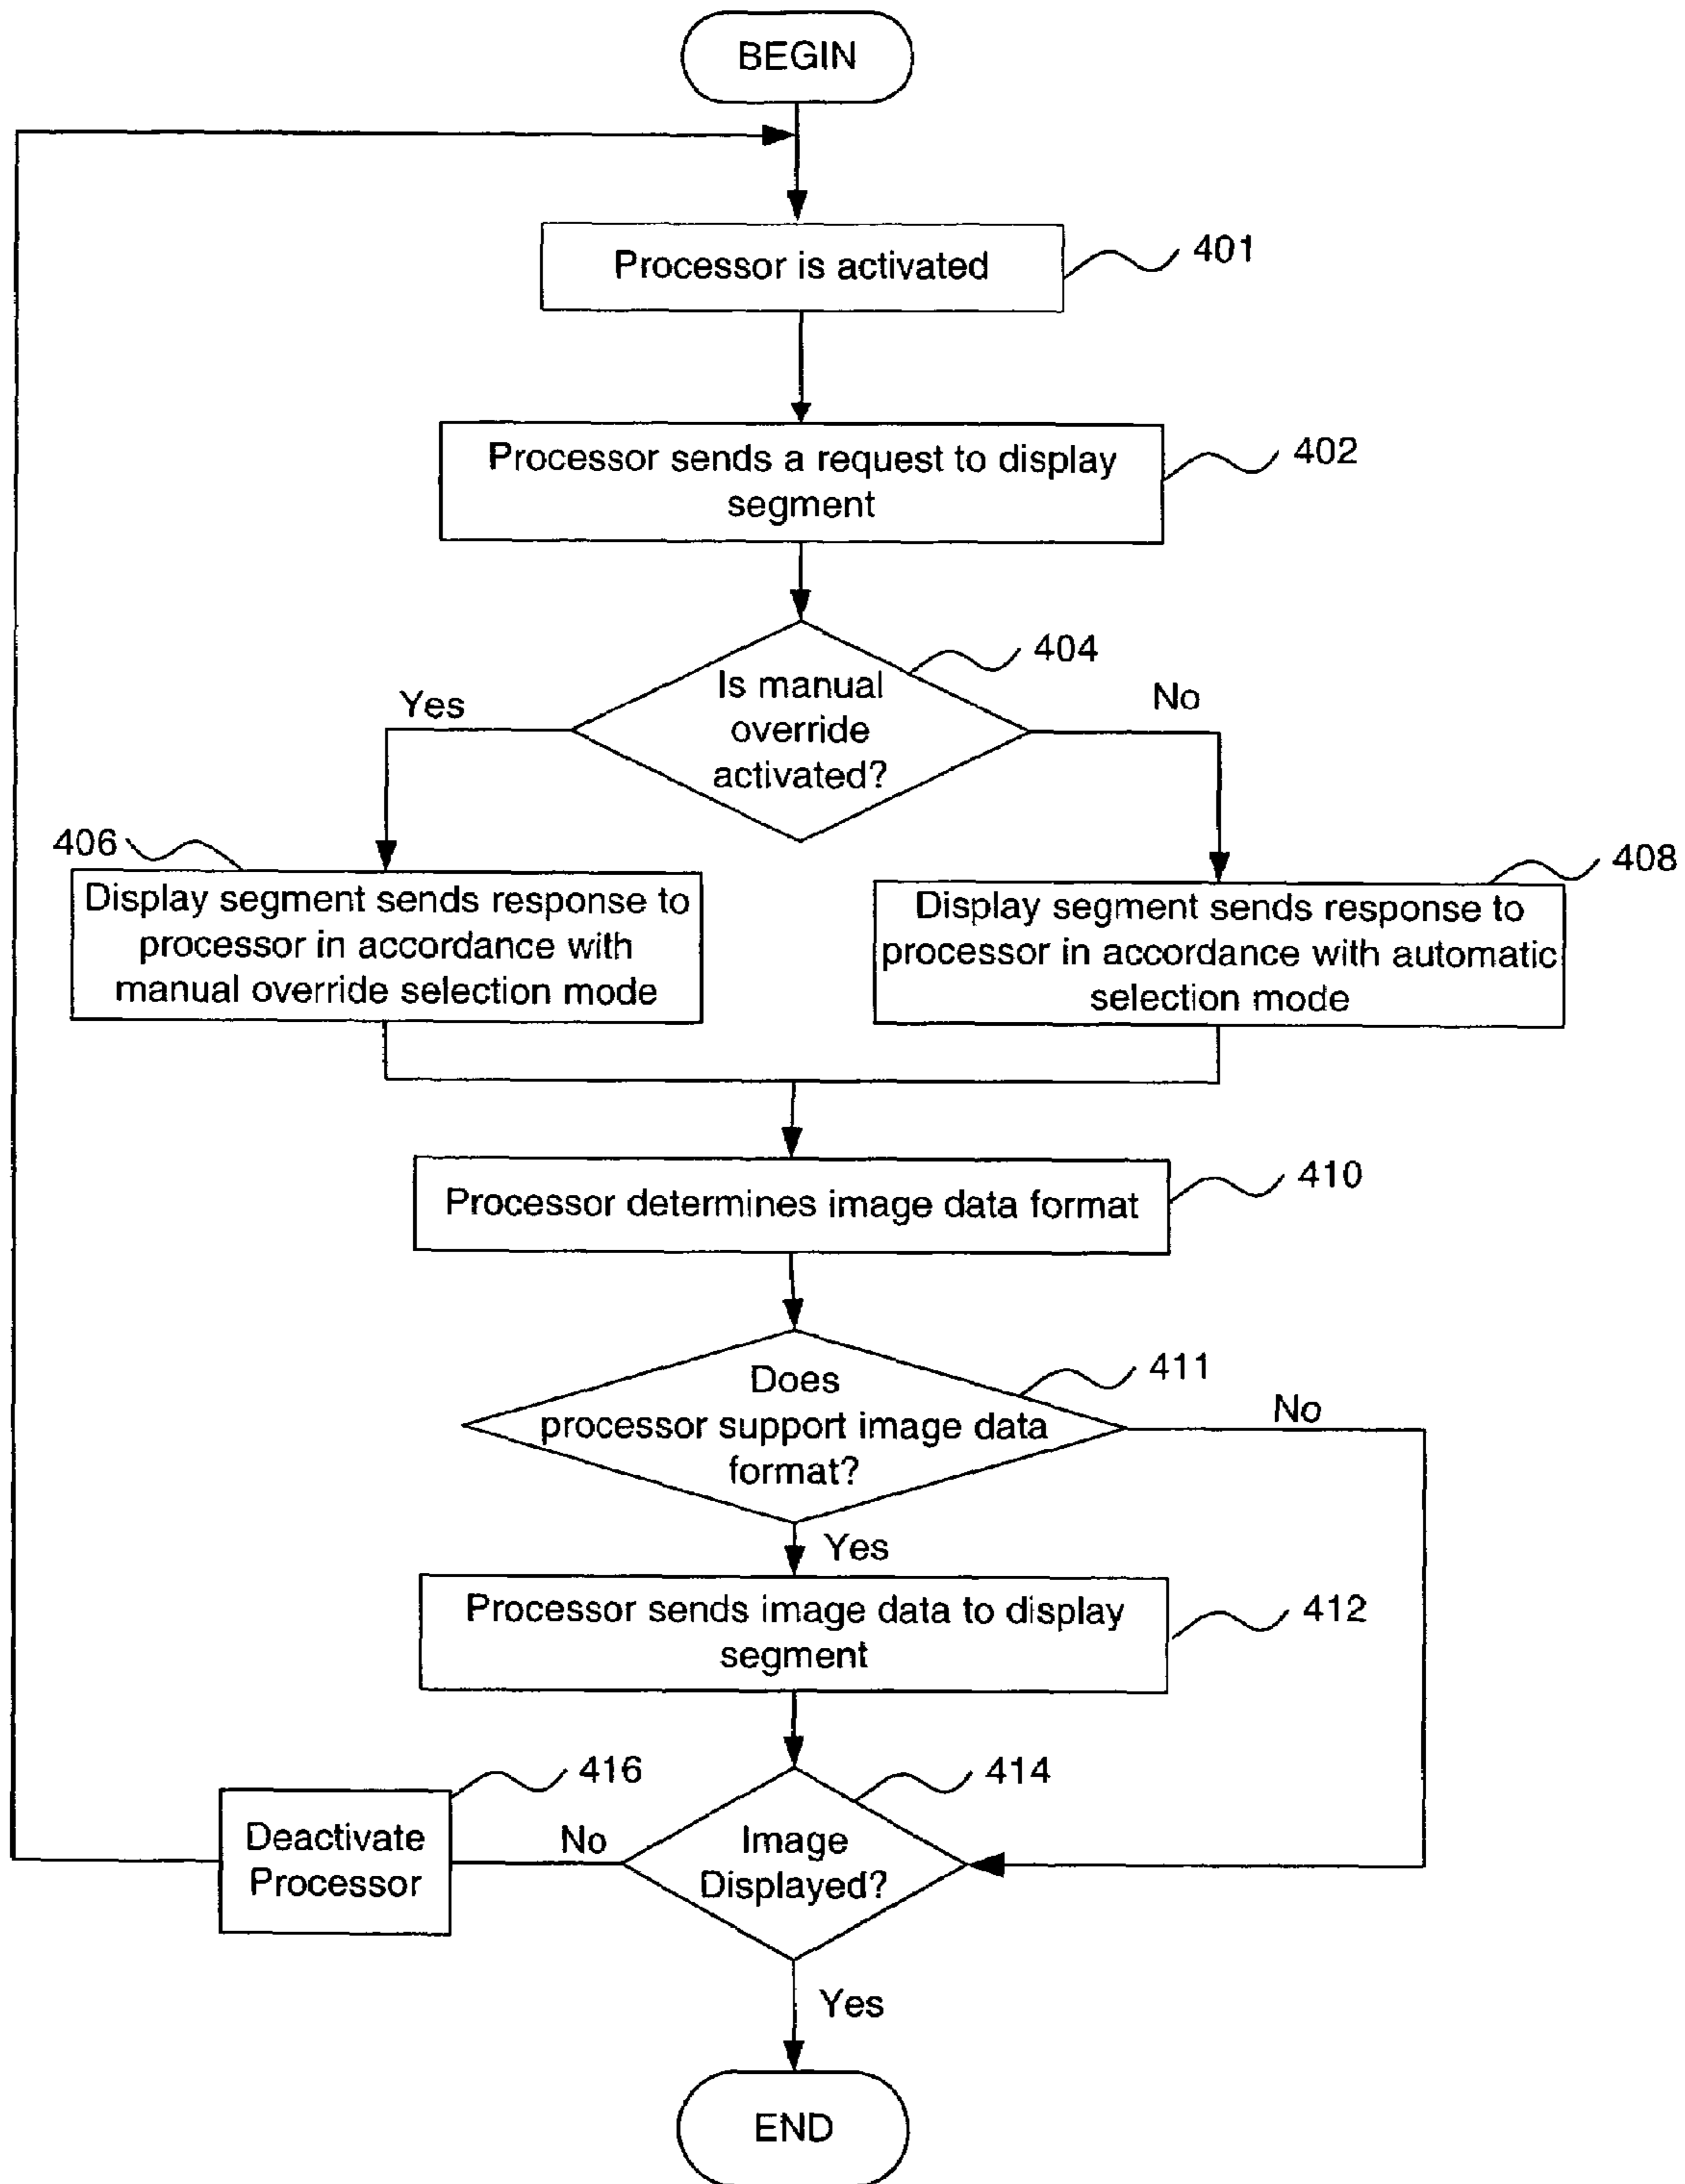 BEGIN
Processor is activated
401
Processor sends a request to display
segment
402
Is manual
override
activated?
404
Yes
No
406
Display segment sends response to
processor in accordance with
manual override selection mode
408
Display segment sends response to
processor in accordance with automatic
selection mode
Processor determines image data format
410
Does
processor support image data
format?
411
No
Yes
Processor sends image data to display
segment
412
416
Deactivate
Processor
No
Image
Displayed?
414
Yes
END